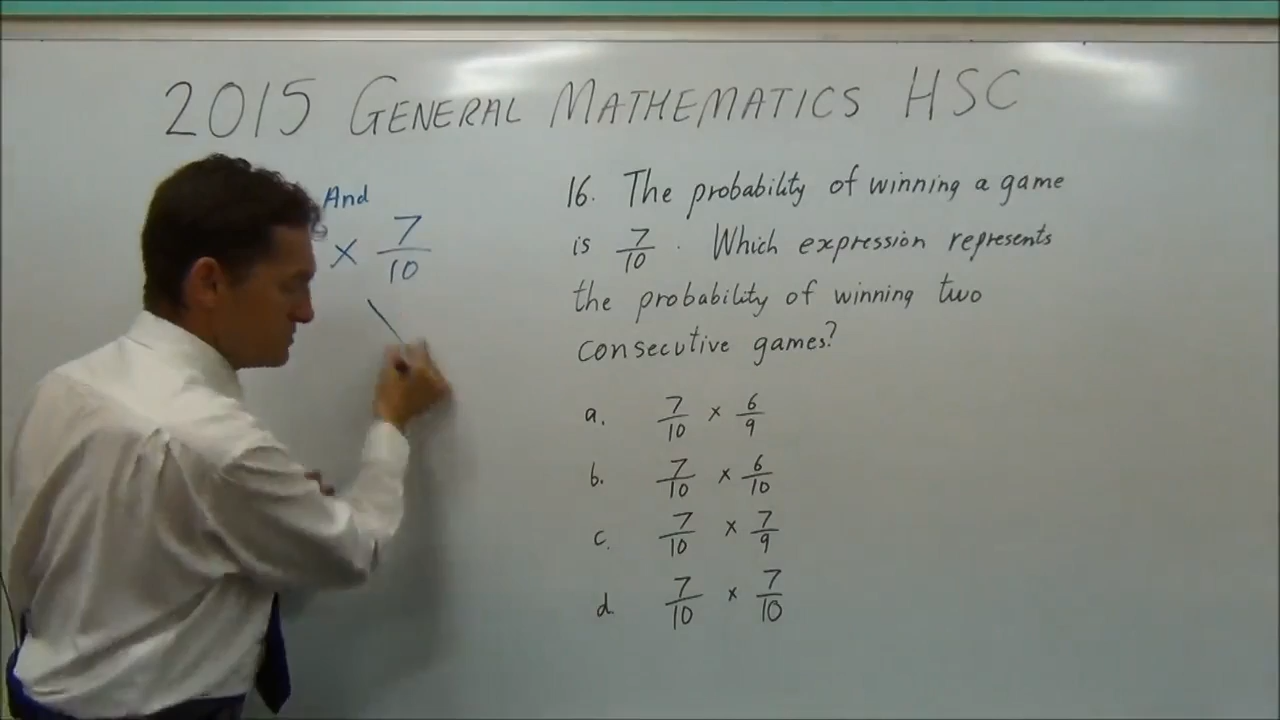 2015 GENERAL MATHEMATICS HSC
And
× 7/10
16. The probability of winning a game
is 7/10. Which expression represents
the probability of winning two
consecutive games?
a. 7/10 × 6/9
b. 7/10 × 6/10
c. 7/10 × 7/9
d. 7/10 × 7/10